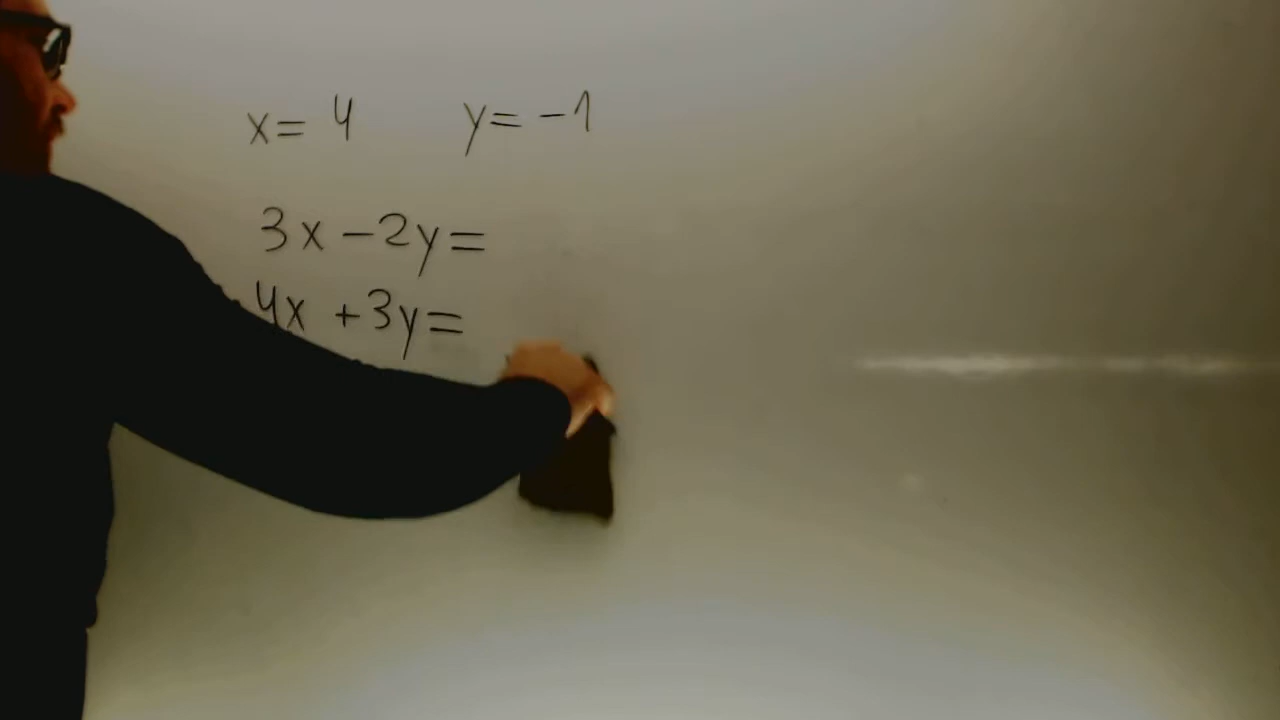 x= 4 y= -1
3x -2y=
4x +3y=